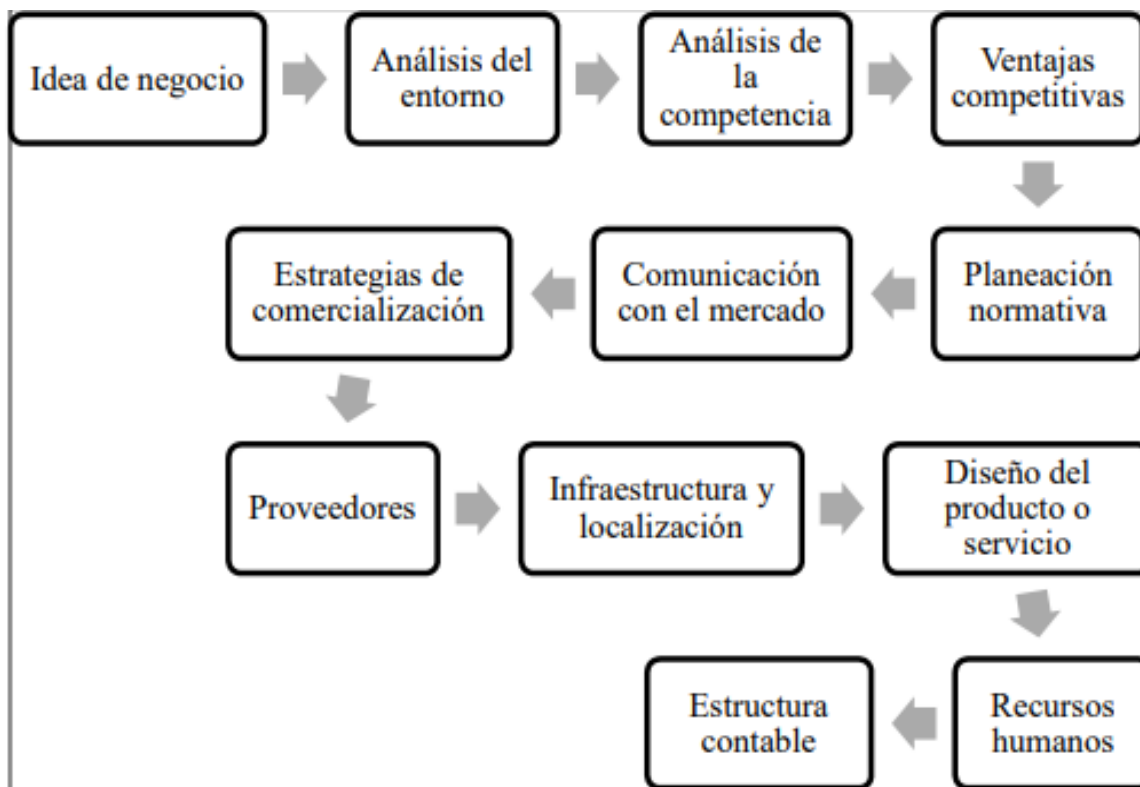 Idea de negocio
Análisis del
entorno
Análisis de
la
competencia
Ventajas
competitivas
Planeación
normativa
Comunicación
con el mercado
Estrategias de
comercialización
Proveedores
Infraestructura y
localización
Diseño del
producto o
servicio
Recursos
humanos
Estructura
contable